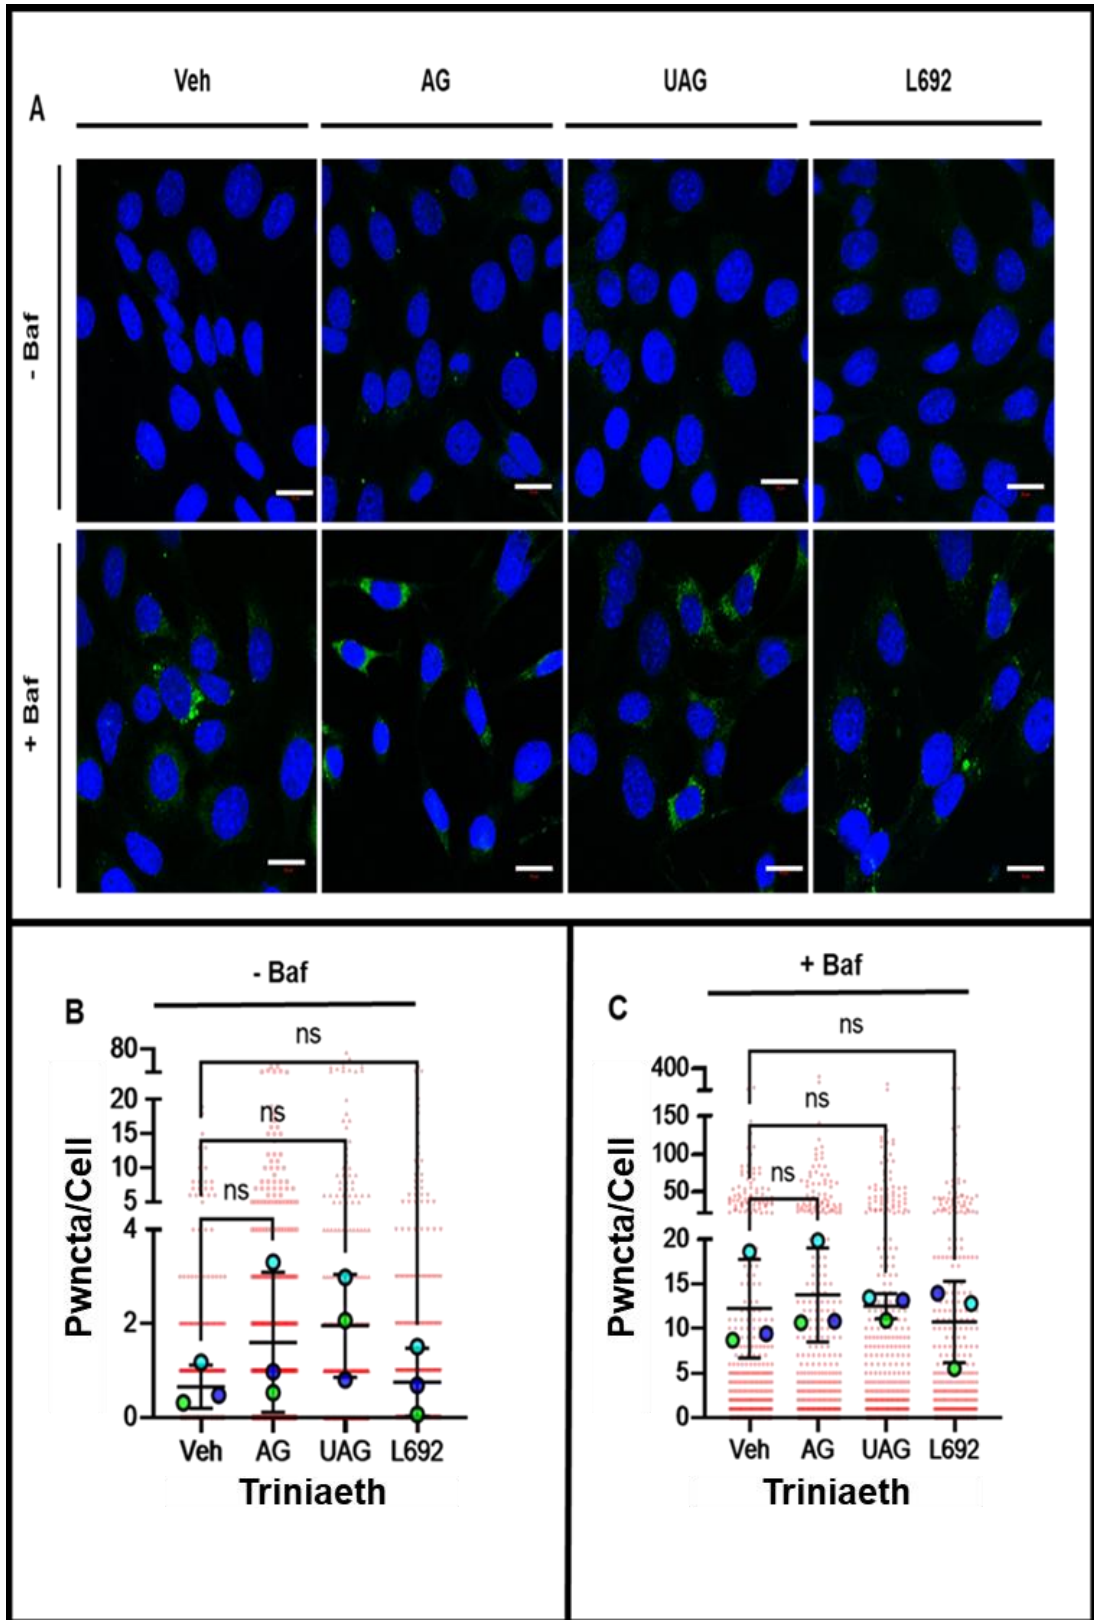 Veh AG UAG L692
A
- Baf
+ Baf
- Baf
B
ns
ns
ns
80
20
15
10
5
4
2
0
Pwncta/Cell
Veh AG UAG L692
Triniaeth
+ Baf
C
ns
ns
ns
400
150
100
50
20
15
10
5
0
Pwncta/Cell
Veh AG UAG L692
Triniaeth